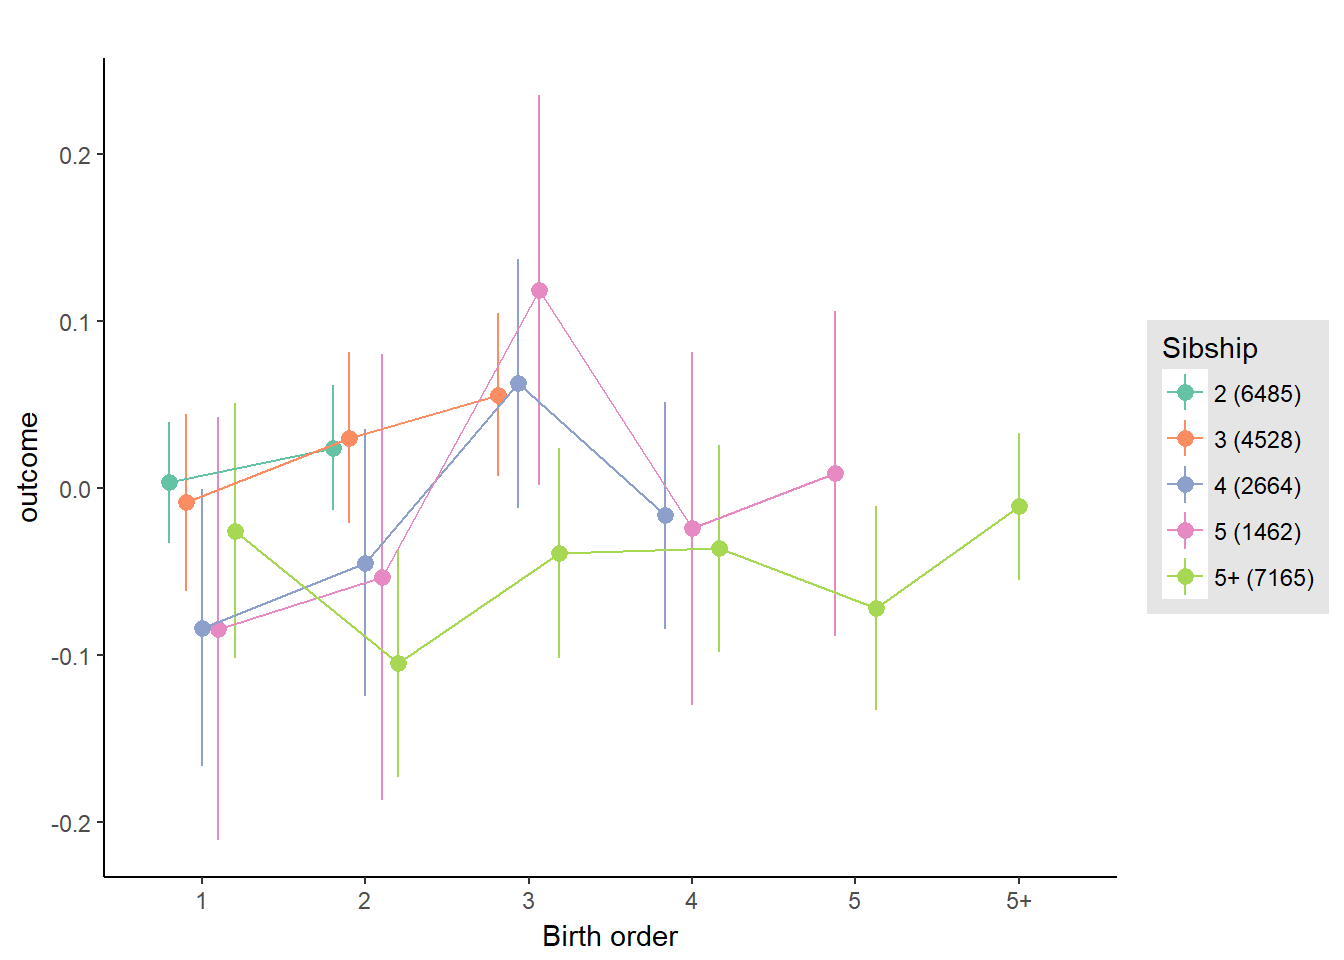 0.2
0.1
0.0
-0.1
-0.2
outcome
1 2 3 4 5 5+
Birth order
Sibship
2 (6485)
3 (4528)
4 (2664)
5 (1462)
5+ (7165)